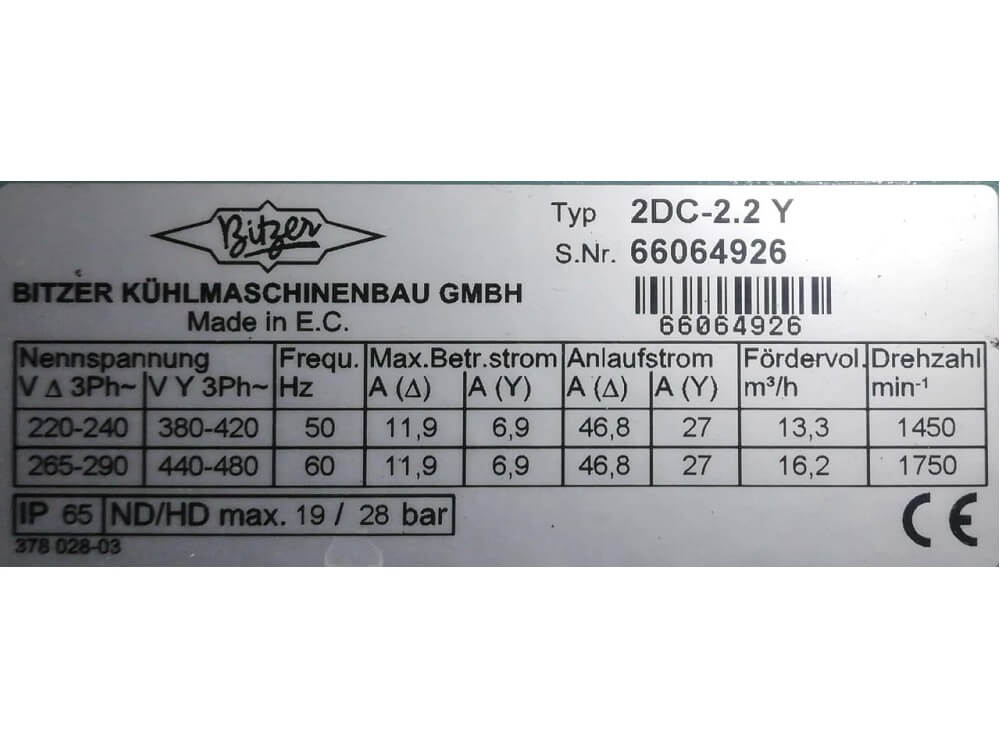 Bitzer
Typ 2DC-2.2 Y
S.Nr. 66064926
BITZER KÜHLMASCHINENBAU GMBH
Made in E.C.
66064926
Nennspannung Frequ. Max.Betr.strom Anlaufstrom Fördervol. Drehzahl
V Δ 3Ph~ V Y 3Ph~ Hz A (Δ) A (Y) A (Δ) A (Y) m³/h min-¹
220-240 380-420 50 11,9 6,9 46,8 27 13,3 1450
265-290 440-480 60 11,9 6,9 46,8 27 16,2 1750
IP 65 ND/HD max. 19 / 28 bar
378 028-03
CE